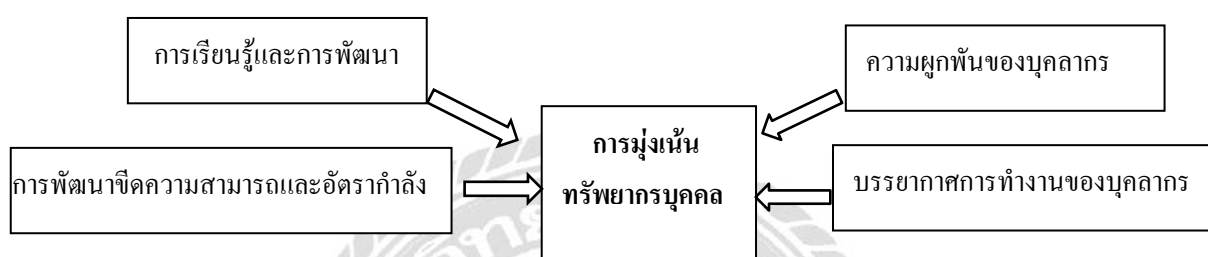 การเรียนรู้และการพัฒนา
ความผูกพันของบุคลากร
การมุ่งเน้น
ทรัพยากรบุคคล
การพัฒนาขีดความสามารถและอัตรากำลัง
บรรยากาศการทำงานของบุคลากร